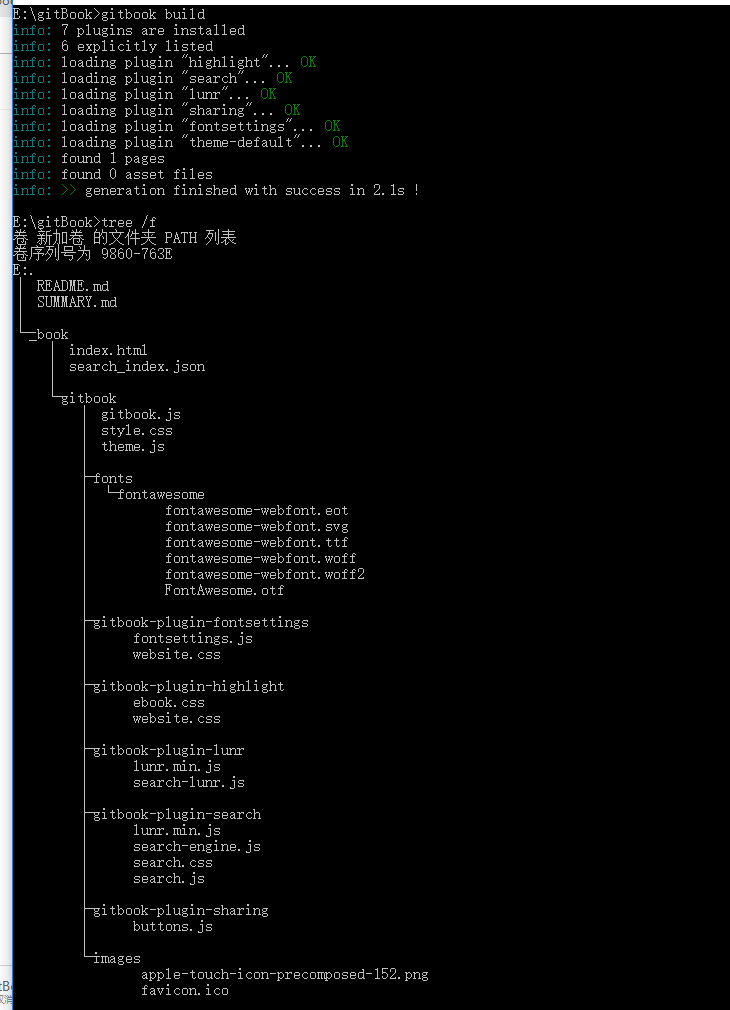 E:\gitBook>gitbook build
info: 7 plugins are installed
info: 6 explicitly listed
info: loading plugin "highlight"... OK
info: loading plugin "search"... OK
info: loading plugin "lunr"... OK
info: loading plugin "sharing"... OK
info: loading plugin "fontsettings"... OK
info: loading plugin "theme-default"... OK
info: found 1 pages
info: found 0 asset files
info: >> generation finished with success in 2.1s !
E:\gitBook>tree /f
卷 新加卷 的文件夹 PATH 列表
卷序列号为 9860-763E
E:.
README.md
SUMMARY.md
_book
index.html
search_index.json
gitbook
gitbook.js
style.css
theme.js
fonts
fontawesome
fontawesome-webfont.eot
fontawesome-webfont.svg
fontawesome-webfont.ttf
fontawesome-webfont.woff
fontawesome-webfont.woff2
FontAwesome.otf
gitbook-plugin-fontsettings
fontsettings.js
website.css
gitbook-plugin-highlight
ebook.css
website.css
gitbook-plugin-lunr
lunr.min.js
search-lunr.js
gitbook-plugin-search
lunr.min.js
search-engine.js
search.css
search.js
gitbook-plugin-sharing
buttons.js
images
apple-touch-icon-precomposed-152.png
favicon.ico